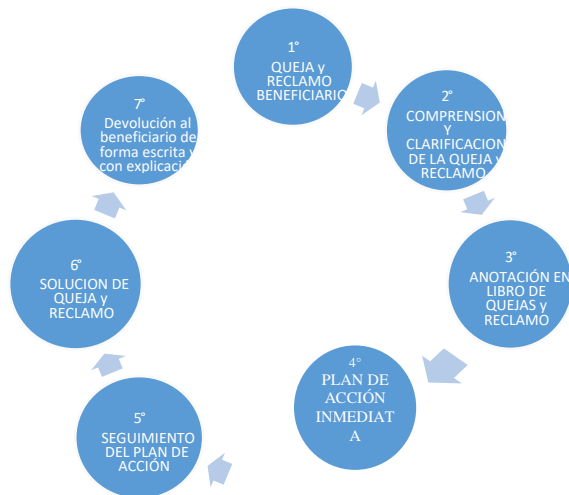 1°
QUEJA y
RECLAMO
BENEFICIARIO
2°
COMPRENSION
Y
CLARIFICACION
DE LA QUEJA y
RECLAMO
3°
ANOTACIÓN EN
LIBRO DE
QUEJAS y
RECLAMO
4°
PLAN DE
ACCIÓN
INMEDIAT
A
5°
SEGUIMIENTO
DEL PLAN DE
ACCIÓN
6°
SOLUCION DE
QUEJA y
RECLAMO
7°
Devolución al
beneficiario de
forma escrita y
con explicació